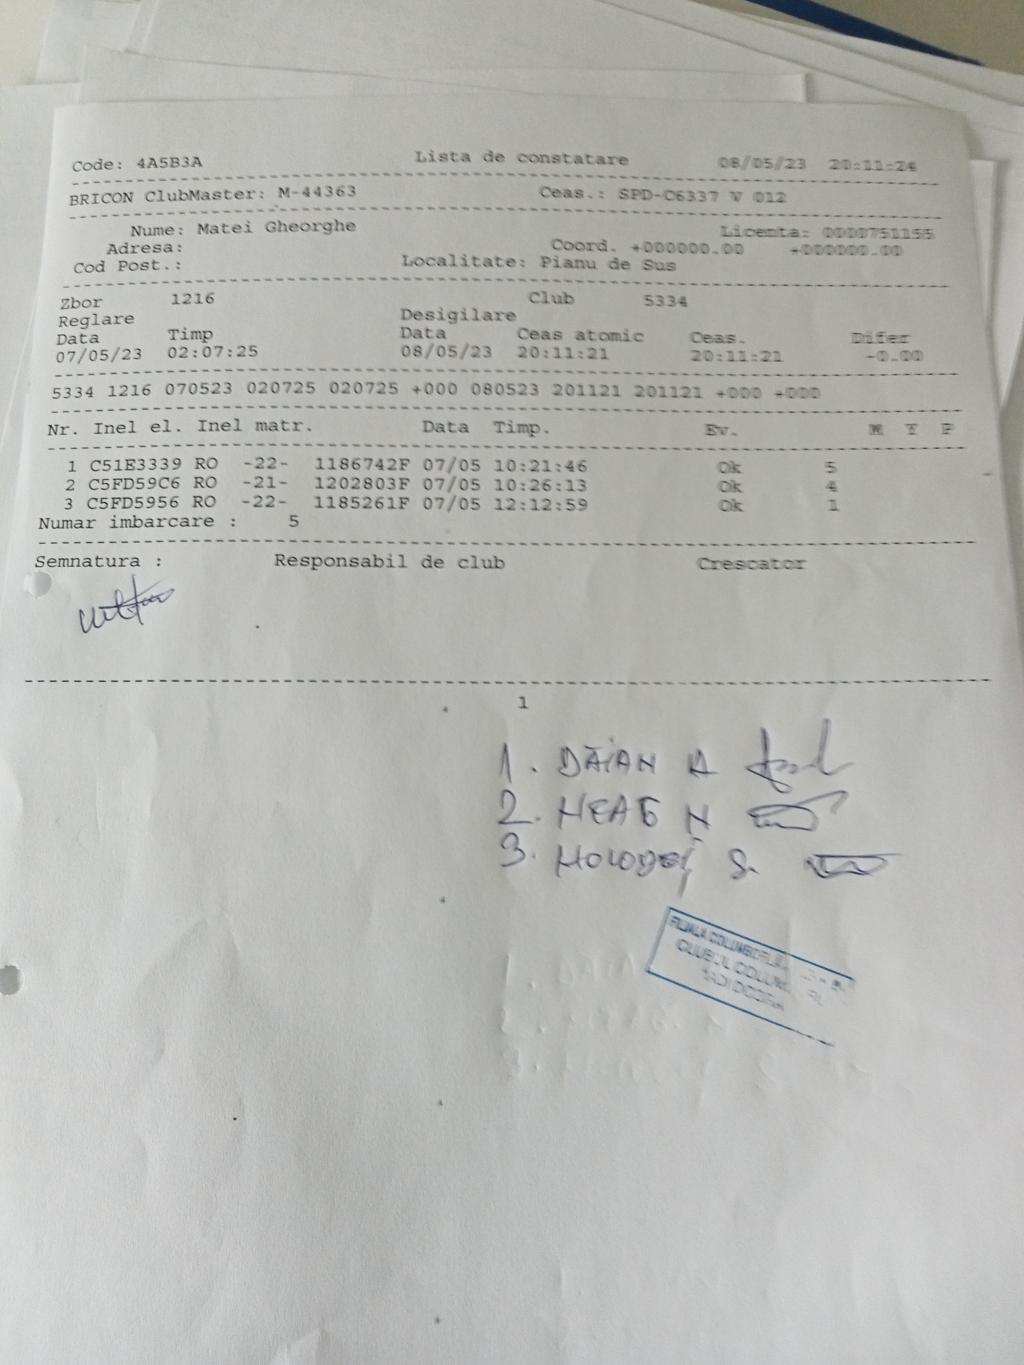 Code: 4A5B3A Lista de constatare 08/05/23 20:11:24
BRICON ClubMaster: M-44363 Ceas.: SPD-C6337 V 012
Nume: Matei Gheorghe Licenta: 0000751155
Adresa: Coord. +000000.00 +000000.00
Cod Post.: Localitate: Pianu de Sus
Zbor 1216 Club 5334
Reglare Desigilare
Data Timp Data Ceas atomic Ceas. Difer
07/05/23 02:07:25 08/05/23 20:11:21 20:11:21 -0.00
5334 1216 070523 020725 020725 +000 080523 201121 201121 +000 +000
Nr. Inel el. Inel matr. Data Timp. Ev. M Y P
1 C51E3339 RO -22- 1186742F 07/05 10:21:46 Ok 5
2 C5FD59C6 RO -21- 1202803F 07/05 10:26:13 Ok 4
3 C5FD5956 RO -22- 1185261F 07/05 12:12:59 Ok 1
Numar imbarcare : 5
Semnatura : Responsabil de club Crescator
1
1. DĂIAN A
2. NEAG N
3. S.
FILIALA
CLUBUL